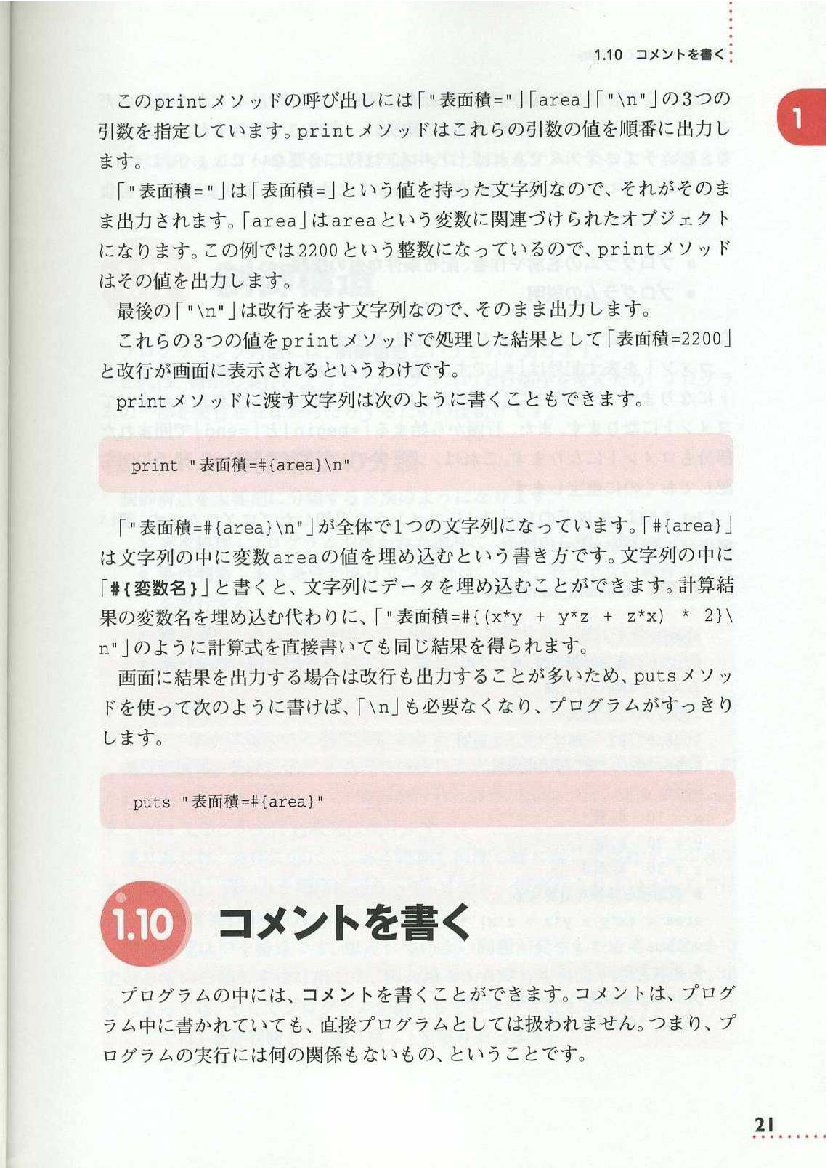 1.10 コメントを書く
1
このprintメソッドの呼び出しには「"表面積="」「area」「"\n"」の3つの
引数を指定しています。printメソッドはこれらの引数の値を順番に出力し
ます。
「"表面積="」は「表面積=」という値を持った文字列なので、それがそのま
ま出力されます。「area」はareaという変数に関連づけられたオブジェクト
になります。この例では2200という整数になっているので、printメソッド
はその値を出力します。
最後の「"\n"」は改行を表す文字列なので、そのまま出力します。
これらの3つの値をprintメソッドで処理した結果として「表面積=2200」
と改行が画面に表示されるというわけです。
printメソッドに渡す文字列は次のように書くこともできます。
print "表面積=#{area}\n"
「"表面積=#{area}\n"」が全体で1つの文字列になっています。「#{area}」
は文字列の中に変数areaの値を埋め込むという書き方です。文字列の中に
「#{変数名}」と書くと、文字列にデータを埋め込むことができます。計算結
果の変数名を埋め込む代わりに、「"表面積=#{(x*y + y*z + z*x) * 2}\
n"」のように計算式を直接書いても同じ結果を得られます。
画面に結果を出力する場合は改行も出力することが多いため、putsメソッ
ドを使って次のように書けば、「\n」も必要なくなり、プログラムがすっきり
します。
puts "表面積=#{area}"
1.10 コメントを書く
プログラムの中には、コメントを書くことができます。コメントは、プログ
ラム中に書かれていても、直接プログラムとしては扱われません。つまり、プ
ログラムの実行には何の関係もないもの、ということです。
21